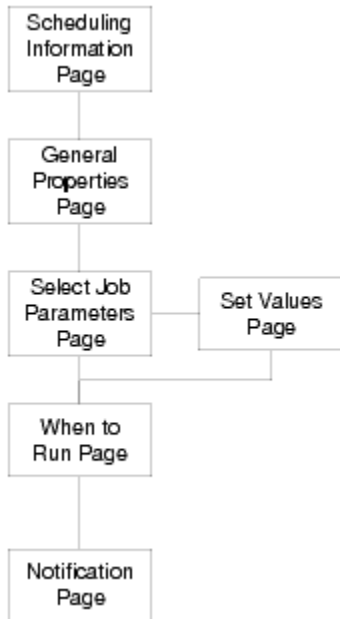 Scheduling
Information
Page
General
Properties
Page
Select Job
Parameters
Page
Set Values
Page
When to
Run Page
Notification
Page